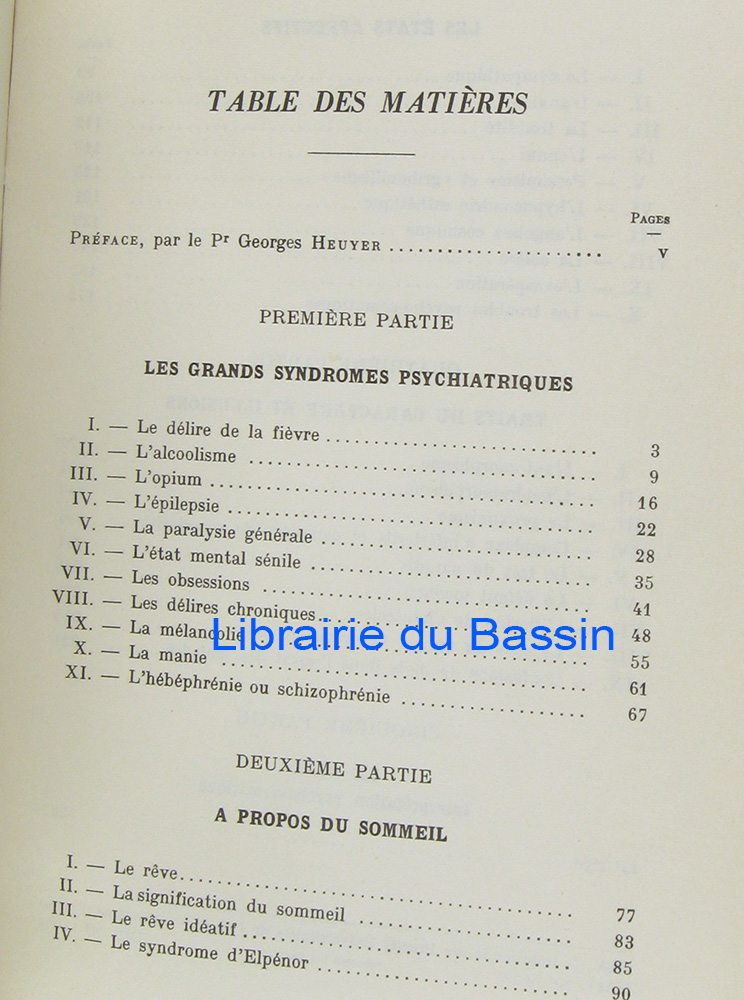 TABLE DES MATIÈRES
PAGES
PRÉFACE, par le Pr Georges HEUYER ..................... V
PREMIÈRE PARTIE
LES GRANDS SYNDROMES PSYCHIATRIQUES
I. — Le délire de la fièvre ........................... 3
II. — L'alcoolisme ........................... 9
III. — L'opium ........................... 16
IV. — L'épilepsie ........................... 22
V. — La paralysie générale ........................... 28
VI. — L'état mental sénile ........................... 35
VII. — Les obsessions ........................... 41
VIII. — Les délires chroniques ........................... 48
IX. — La mélancolie ........................... 55
X. — La manie ........................... 61
XI. — L'hébéphrénie ou schizophrénie ................... 67
Librairie du Bassin
DEUXIÈME PARTIE
A PROPOS DU SOMMEIL
I. — Le rêve ........................... 77
II. — La signification du sommeil ..................... 83
III. — Le rêve idéatif ........................... 85
IV. — Le syndrome d'Elpénor ........................... 90